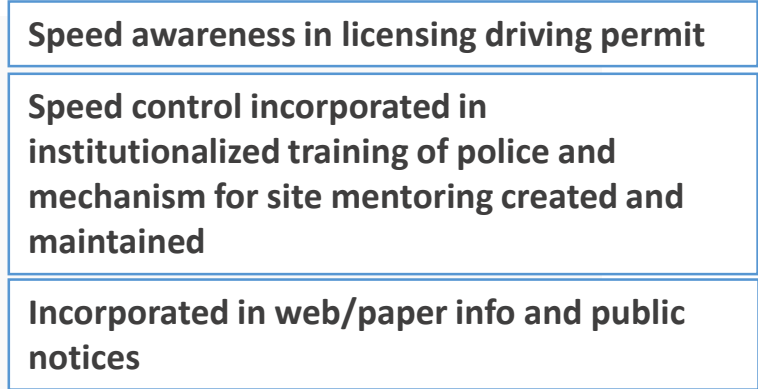 Speed awareness in licensing driving permit
Speed control incorporated in
institutionalized training of police and
mechanism for site mentoring created and
maintained
Incorporated in web/paper info and public
notices